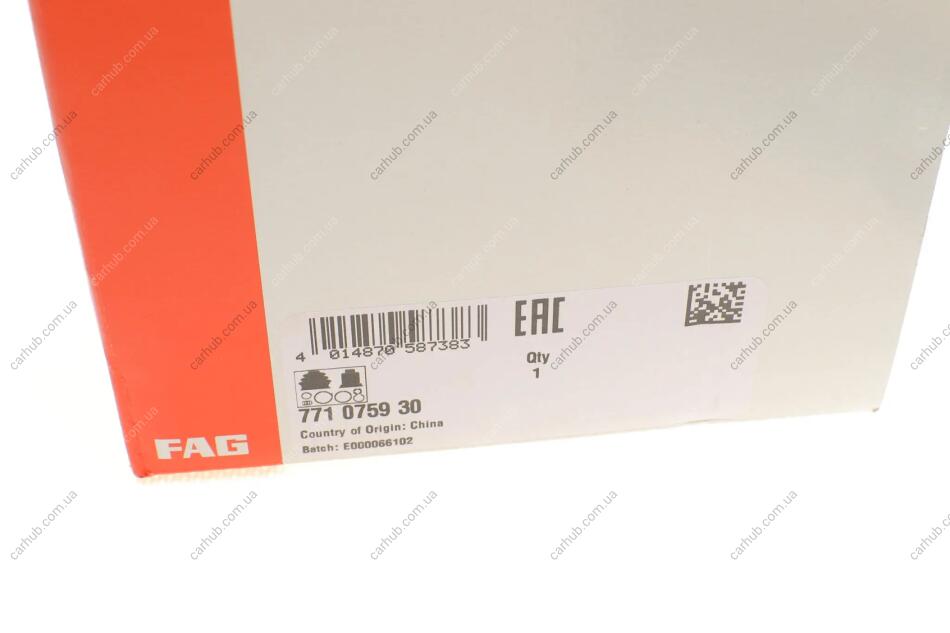 4 014870 587383
EAC
Qty
1
771 0759 30
Country of Origin: China
Batch: E000066102
FAG
carhub.com.ua